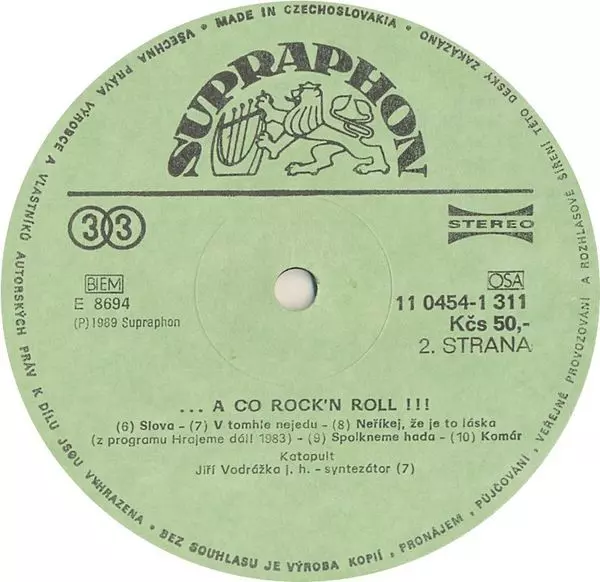 • VŠECHNA PRÁVA VÝROBCE A VLASTNÍKŮ AUTORSKÝCH PRÁV K DÍLU JSOU VYHRAZENA • BEZ SOUHLASU JE VÝROBA KOPIÍ, PRONÁJEM, PŮJČOVÁNÍ, VEŘEJNÉ PROVOZOVÁNÍ A ROZHLASOVÉ ŠÍŘENÍ TÉTO DESKY ZAKÁZÁNO
• MADE IN CZECHOSLOVAKIA •
SUPRAPHON
33
STEREO
BIEM
OSA
E 8694
11 0454-1 311
(P) 1989 Supraphon
Kčs 50,-
2. STRANA
... A CO ROCK'N ROLL !!!
(6) Slova - (7) V tomhle nejedu - (8) Neříkej, že je to láska
(z programu Hrajeme dál! 1983) - (9) Spolkneme hada - (10) Komár
Katapult
Jiří Vodrážka j. h. - syntezátor (7)